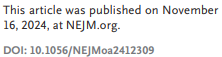 This article was published on November
16, 2024, at NEJM.org.
DOI: 10.1056/NEJMoa2412309